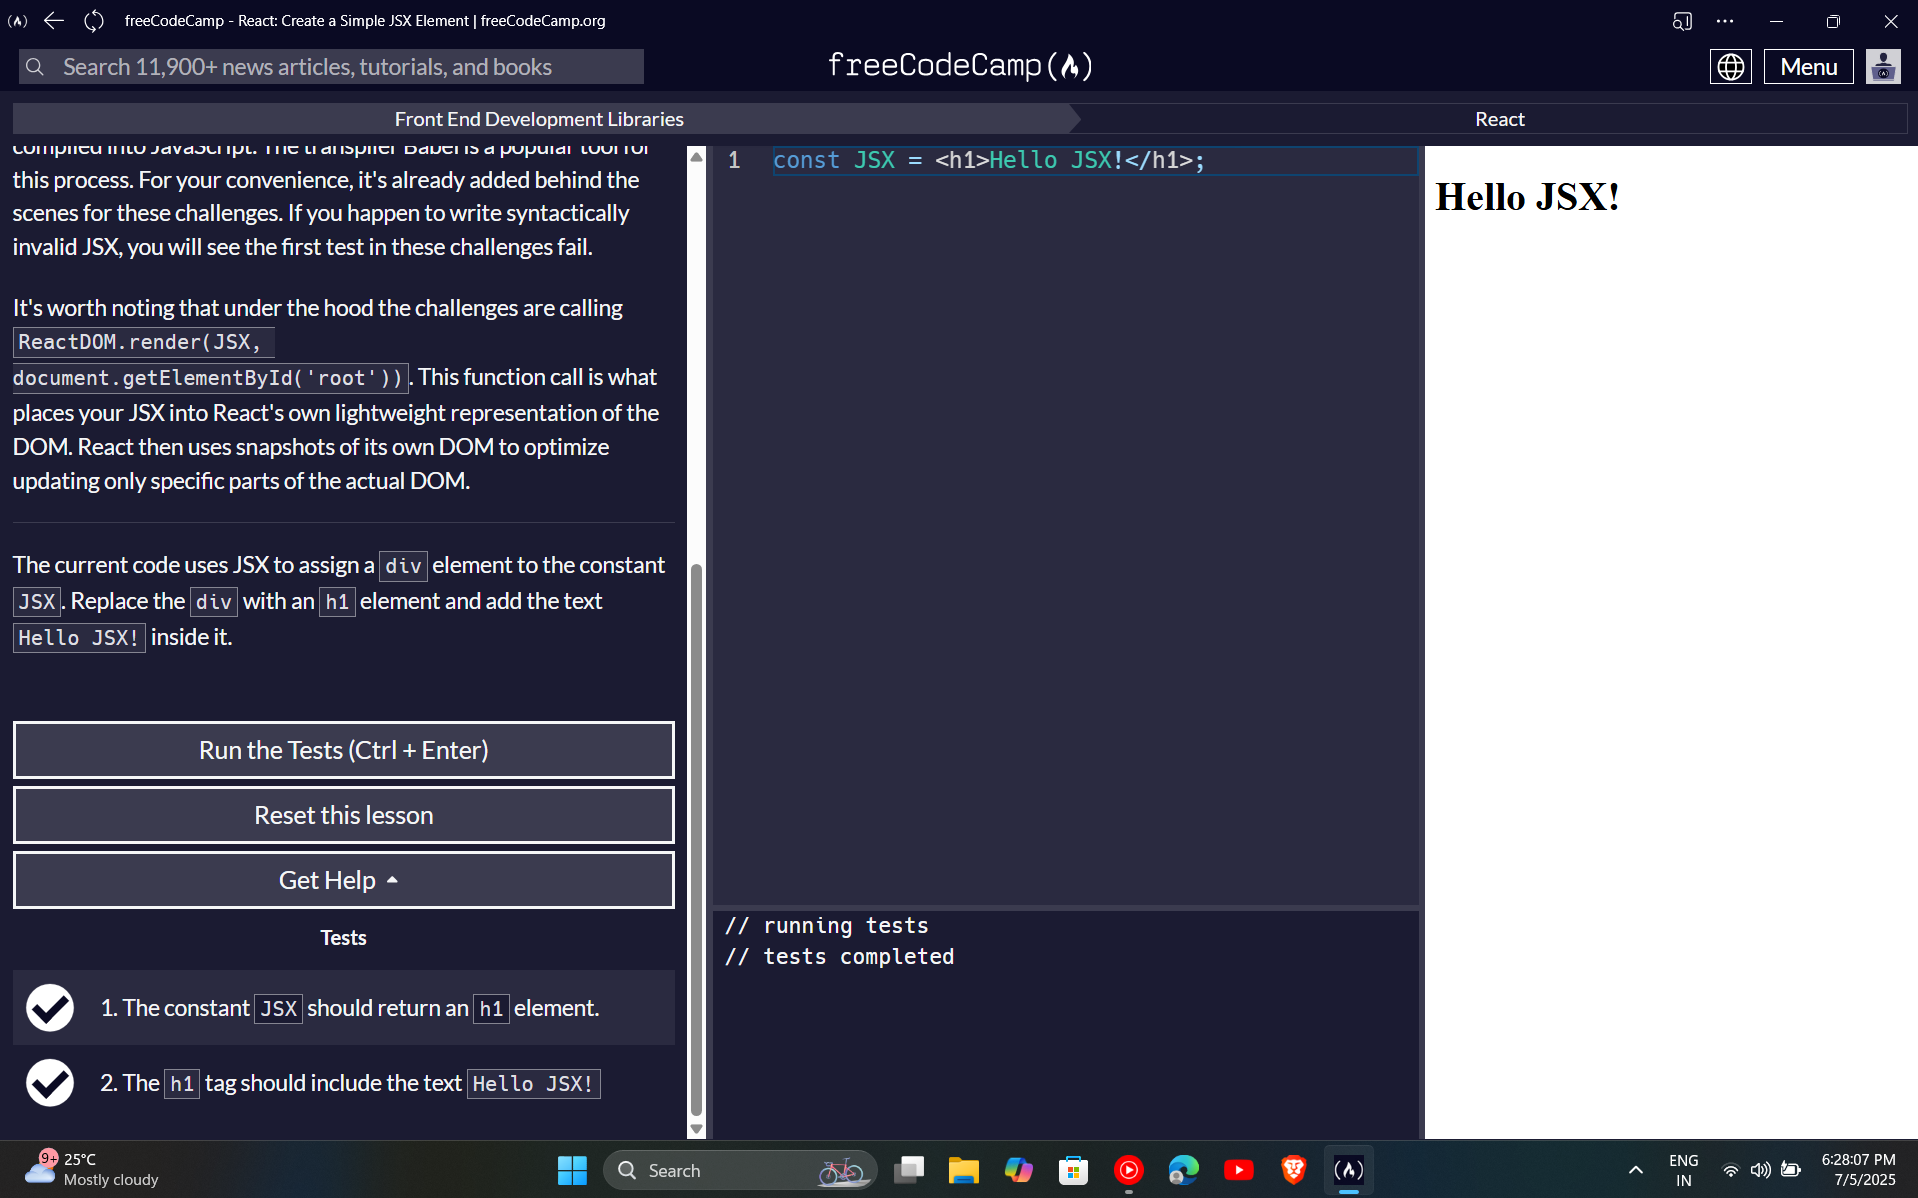 freeCodeCamp - React: Create a Simple JSX Element | freeCodeCamp.org
Search 11,900+ news articles, tutorials, and books
freeCodeCamp
Menu
Front End Development Libraries
React
compiled into JavaScript. The transpiler Babel is a popular tool for
this process. For your convenience, it's already added behind the
scenes for these challenges. If you happen to write syntactically
invalid JSX, you will see the first test in these challenges fail.
It's worth noting that under the hood the challenges are calling
ReactDOM.render(JSX,
document.getElementById('root')). This function call is what
places your JSX into React's own lightweight representation of the
DOM. React then uses snapshots of its own DOM to optimize
updating only specific parts of the actual DOM.
The current code uses JSX to assign a div element to the constant
JSX. Replace the div with an h1 element and add the text
Hello JSX! inside it.
Run the Tests (Ctrl + Enter)
Reset this lesson
Get Help
Tests
1. The constant JSX should return an h1 element.
2. The h1 tag should include the text Hello JSX!
1 const JSX = <h1>Hello JSX!</h1>;
// running tests
// tests completed
Hello JSX!
9+
25°C
Mostly cloudy
Search
ENG
IN
6:28:07 PM
7/5/2025